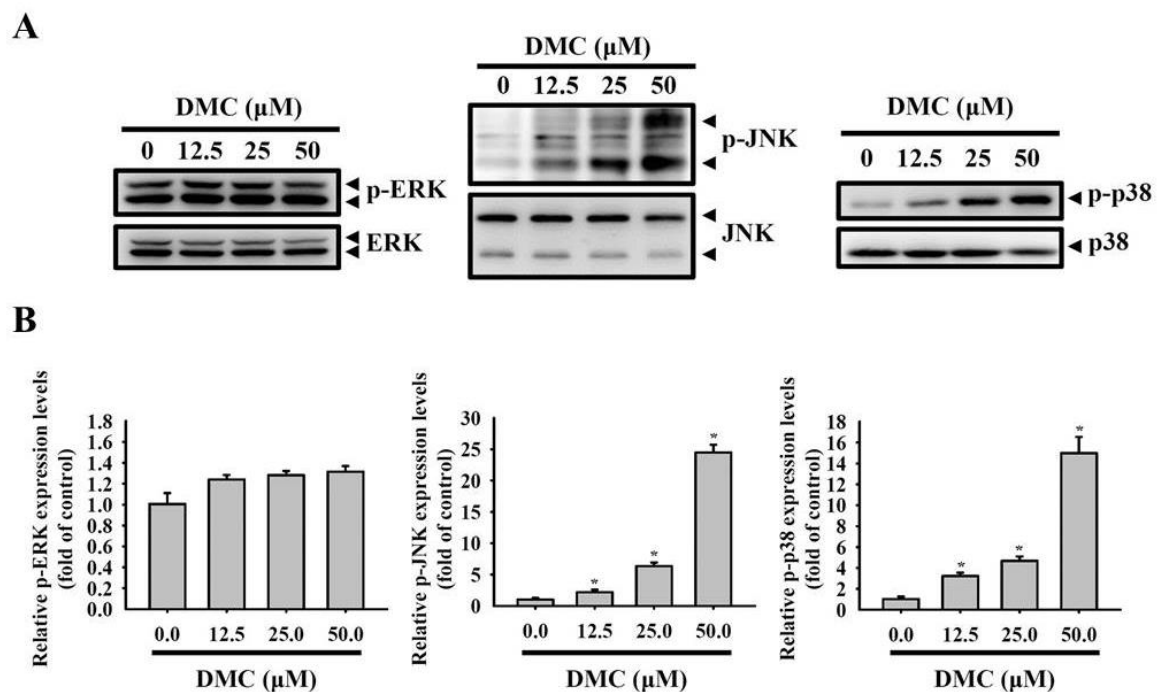 A
DMC (μM)
0 12.5 25 50
p-ERK
ERK
DMC (μM)
0 12.5 25 50
p-JNK
JNK
DMC (μM)
0 12.5 25 50
p-p38
p38
B
Relative p-ERK expression levels
(fold of control)
1.8
1.6
1.4
1.2
1.0
0.8
0.6
0.4
0.2
0.0
0.0 12.5 25.0 50.0
DMC (μM)
Relative p-JNK expression levels
(fold of control)
30
25
20
15
10
5
0
* * *
0.0 12.5 25.0 50.0
DMC (μM)
Relative p-p38 expression levels
(fold of control)
18
16
14
12
10
8
6
4
2
0
* * *
0.0 12.5 25.0 50.0
DMC (μM)